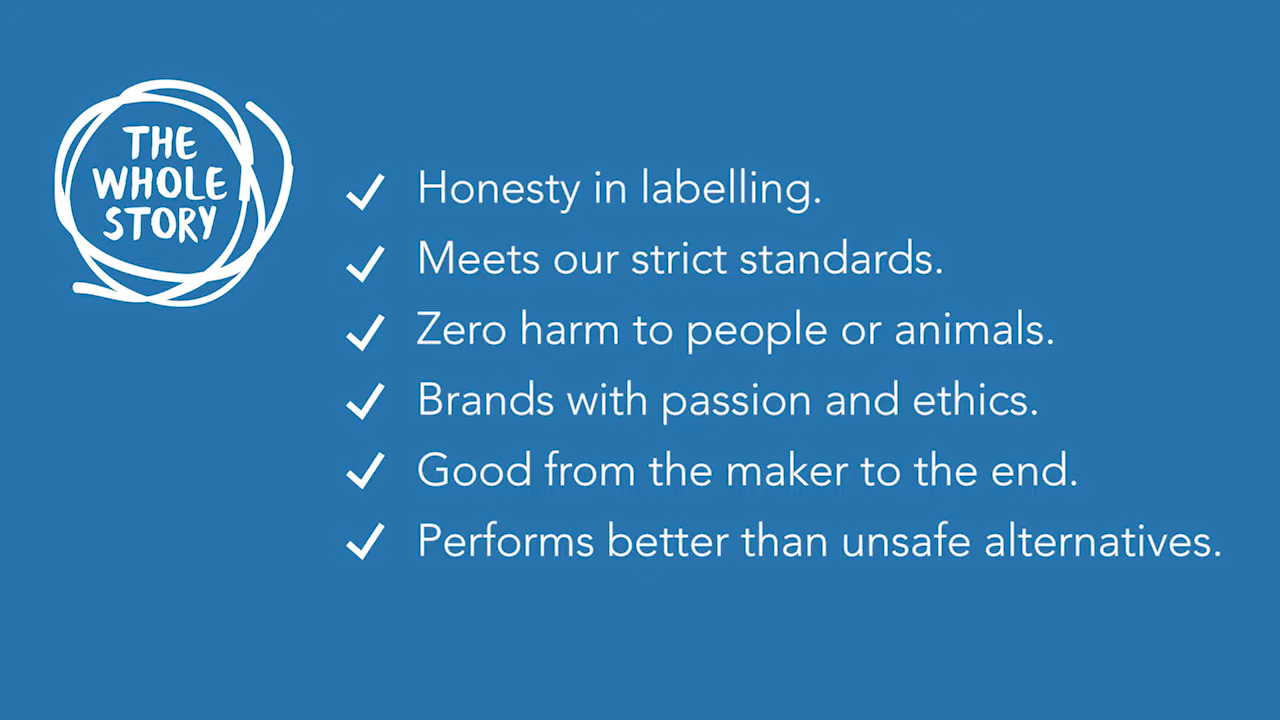 THE
WHOLE
STORY
Honesty in labelling.
Meets our strict standards.
Zero harm to people or animals.
Brands with passion and ethics.
Good from the maker to the end.
Performs better than unsafe alternatives.